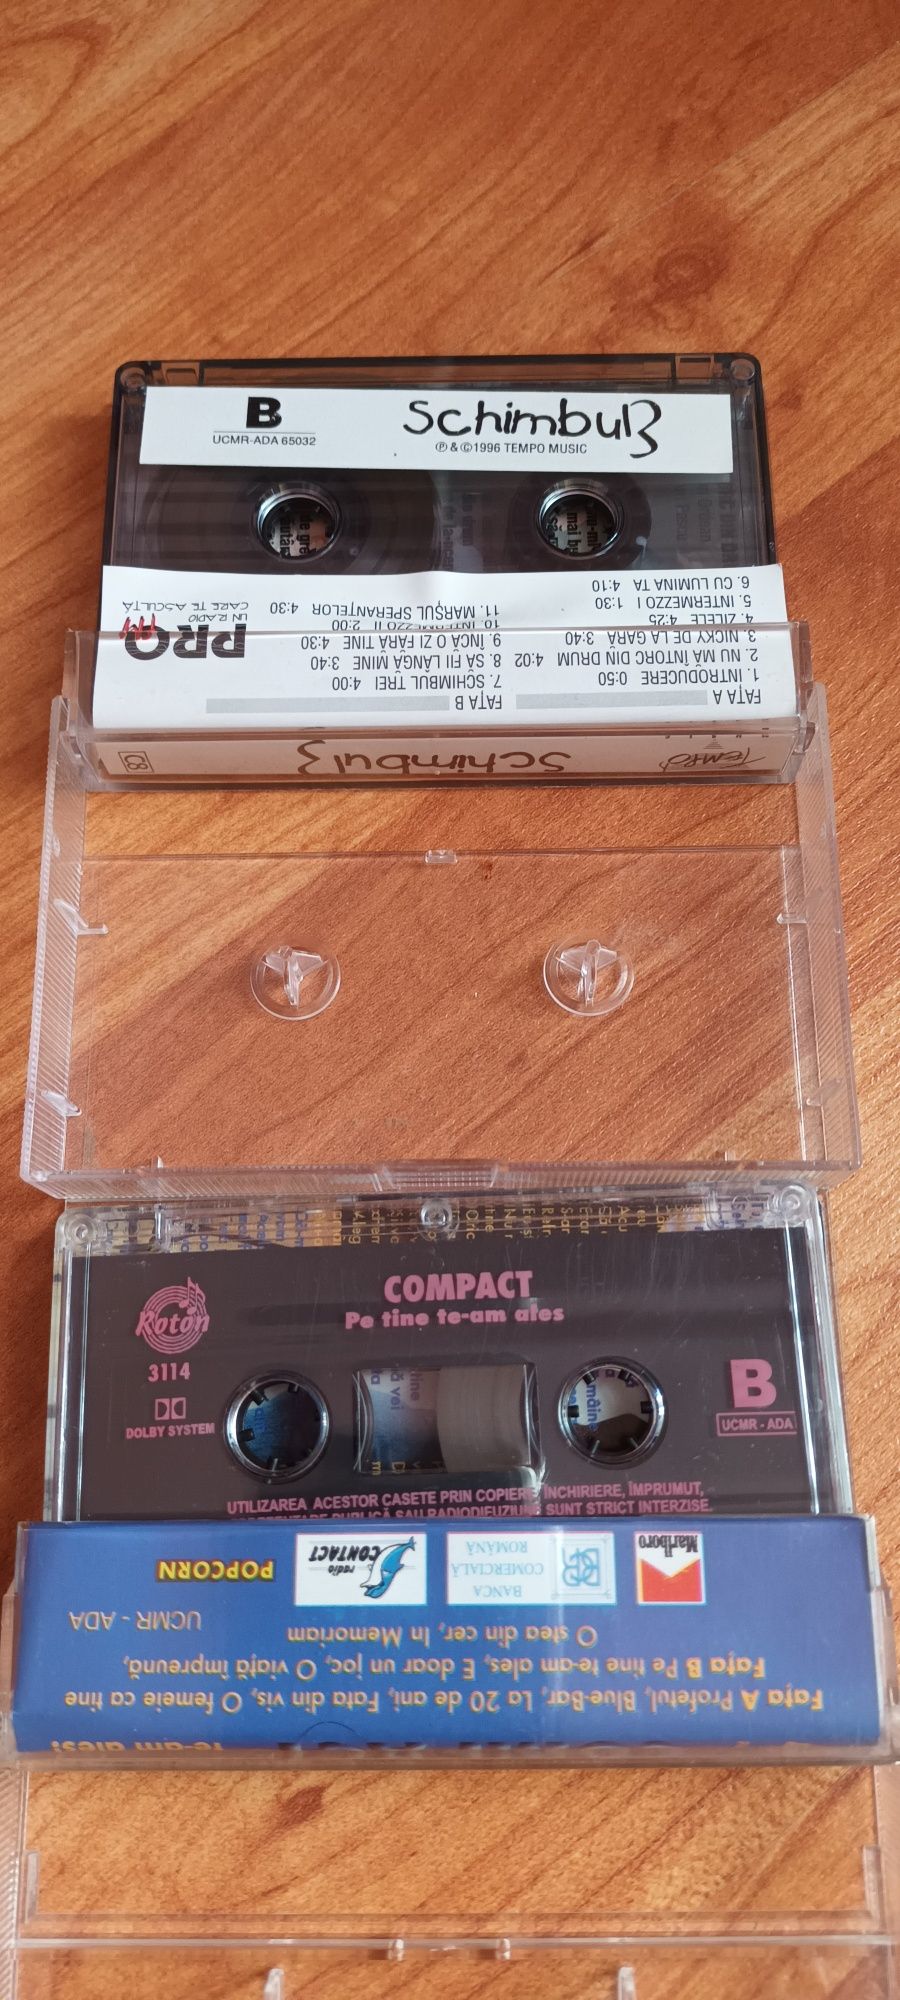 B
UCMR-ADA 65032
Schimbul3
℗ & ©1996 TEMPO MUSIC
FAȚA A
1. INTRODUCERE 0:50
2. NU MĂ ÎNTORC DIN DRUM 4:02
3. NICKY DE LA GARĂ 3:40
4. ZILELE 4:25
5. INTERMEZZO I 1:30
6. CU LUMINA TA 4:10
FAȚA B
7. SCHIMBUL TREI 4:00
8. SĂ FII LÂNGĂ MINE 3:40
9. ÎNCĂ O ZI FĂRĂ TINE 4:30
10. INTERMEZZO II 2:00
11. MARȘUL SPERANȚELOR 4:30
PRO FM
UN RADIO
CARE TE ASCULTĂ
TEMPO
Schimbul3
C8
Roton
3114
DOLBY SYSTEM
COMPACT
Pe tine te-am ales
B
UCMR - ADA
UTILIZAREA ACESTOR CASETE PRIN COPIERE, ÎNCHIRIERE, ÎMPRUMUT,
PUBLICĂ SAU RADIODIFUZIUNE SUNT STRICT INTERZISE.
Te-am ales!
Fața A Profetul, Blue-Bar, La 20 de ani, Fata din vis, O femeie ca tine
Fața B Pe tine te-am ales, E doar un joc, O viață împreună,
O stea din cer, In Memoriam
UCMR - ADA
Marlboro
BANCA
COMERCIALĂ
ROMÂNĂ
radio
CONTACT
POPCORN